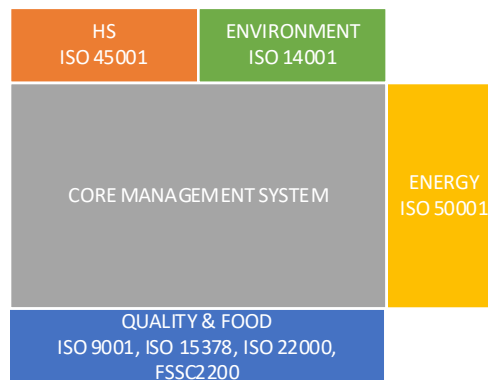 HS
ISO 45001
ENVIRONMENT
ISO 14001
CORE MANAGEMENT SYSTEM
ENERGY
ISO 50001
QUALITY & FOOD
ISO 9001, ISO 15378, ISO 22000,
FSSC2200